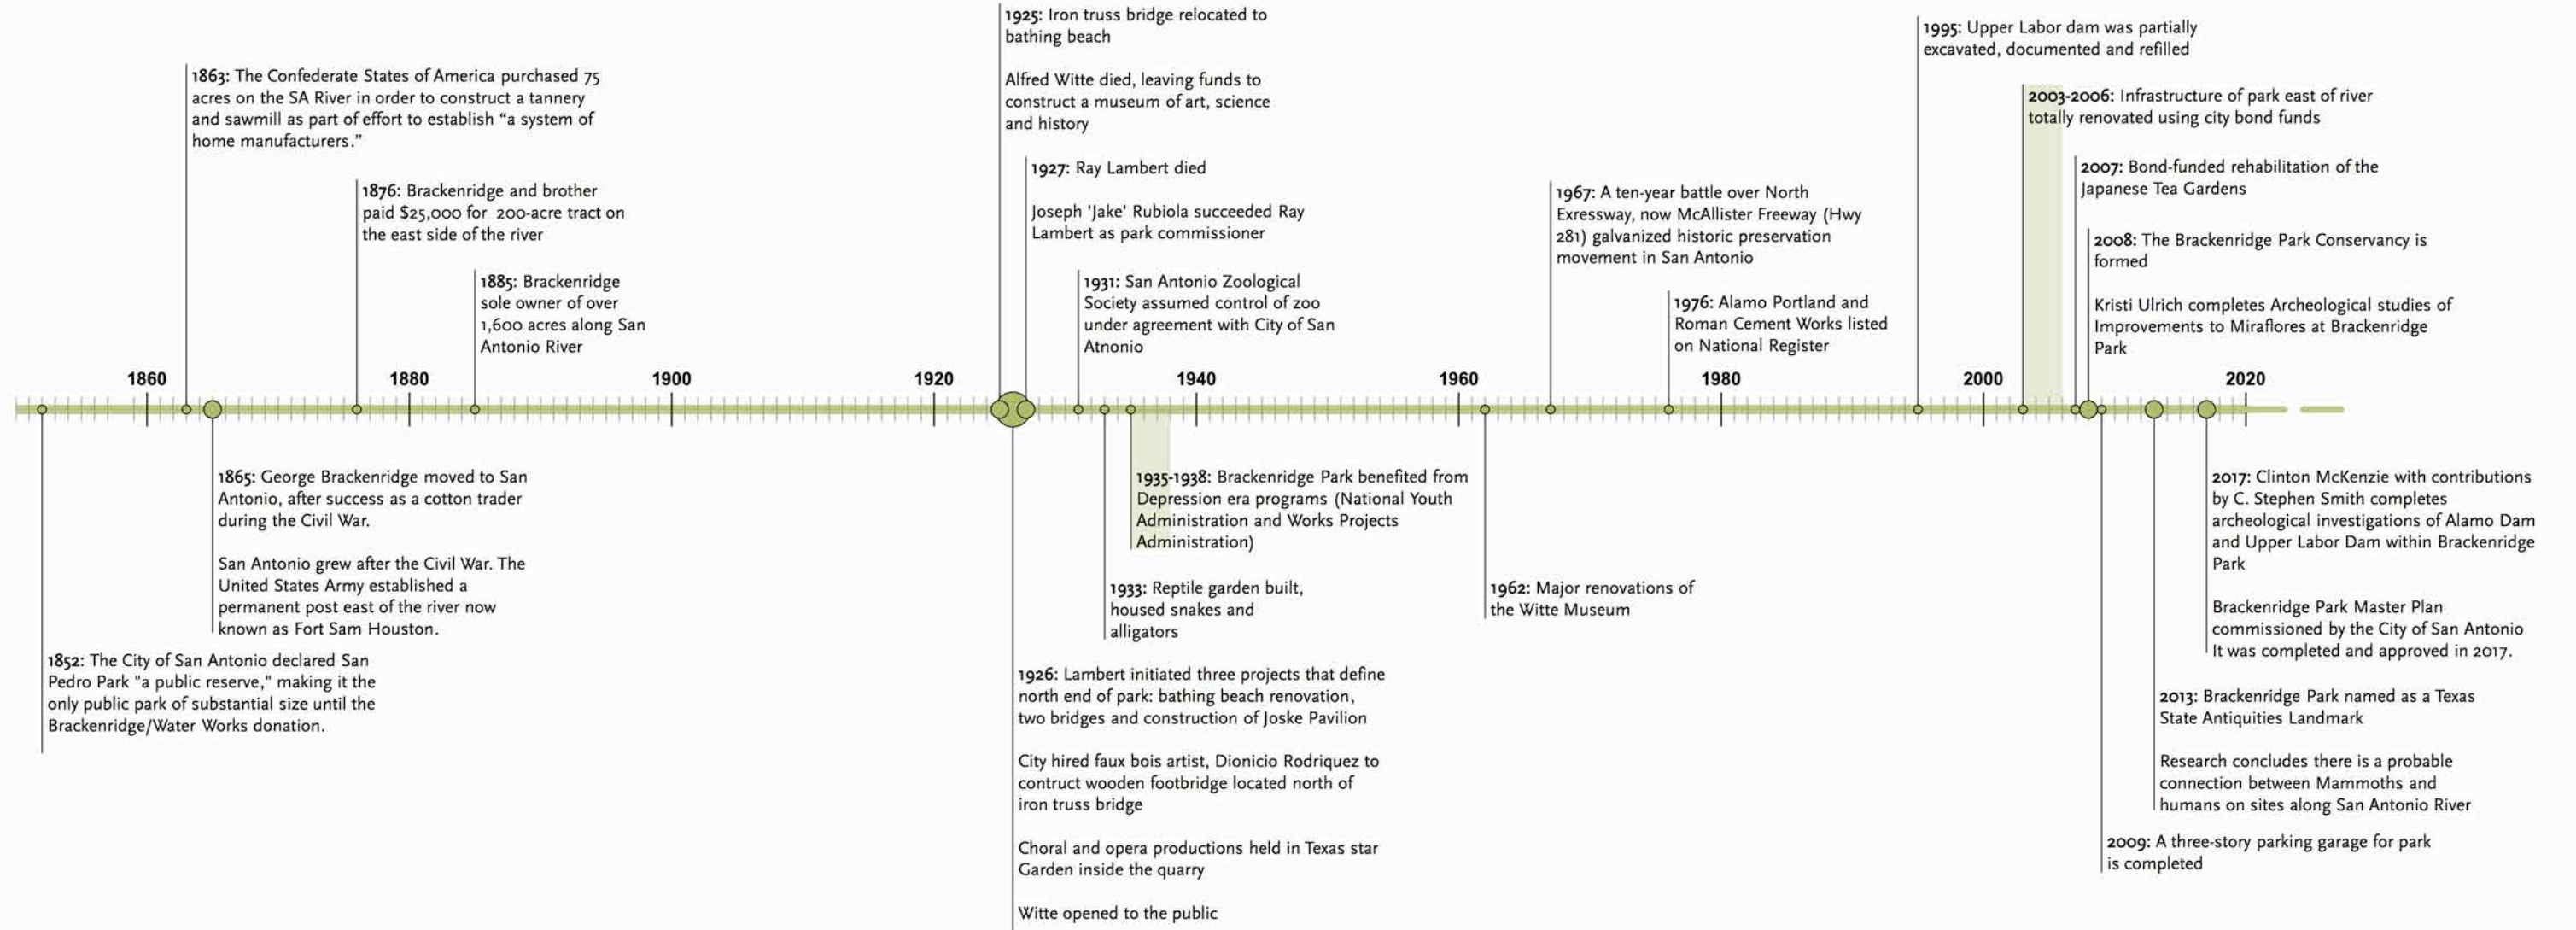 1925: Iron truss bridge relocated to
bathing beach
Alfred Witte died, leaving funds to
construct a museum of art, science
and history
1995: Upper Labor dam was partially
excavated, documented and refilled
1863: The Confederate States of America purchased 75
acres on the SA River in order to construct a tannery
and sawmill as part of effort to establish “a system of
home manufacturers.”
2003-2006: Infrastructure of park east of river
totally renovated using city bond funds
1927: Ray Lambert died
Joseph 'Jake' Rubiola succeeded Ray
Lambert as park commissioner
2007: Bond-funded rehabilitation of the
Japanese Tea Gardens
1876: Brackenridge and brother
paid $25,000 for 200-acre tract on
the east side of the river
1967: A ten-year battle over North
Exressway, now McAllister Freeway (Hwy
281) galvanized historic preservation
movement in San Antonio
2008: The Brackenridge Park Conservancy is
formed
Kristi Ulrich completes Archeological studies of
Improvements to Miraflores at Brackenridge
Park
1885: Brackenridge
sole owner of over
1,600 acres along San
Antonio River
1931: San Antonio Zoological
Society assumed control of zoo
under agreement with City of San
Atnonio
1976: Alamo Portland and
Roman Cement Works listed
on National Register
1860 1880 1900 1920 1940 1960 1980 2000 2020
1865: George Brackenridge moved to San
Antonio, after success as a cotton trader
during the Civil War.
San Antonio grew after the Civil War. The
United States Army established a
permanent post east of the river now
known as Fort Sam Houston.
1935-1938: Brackenridge Park benefited from
Depression era programs (National Youth
Administration and Works Projects
Administration)
2017: Clinton McKenzie with contributions
by C. Stephen Smith completes
archeological investigations of Alamo Dam
and Upper Labor Dam within Brackenridge
Park
Brackenridge Park Master Plan
commissioned by the City of San Antonio
It was completed and approved in 2017.
1933: Reptile garden built,
housed snakes and
alligators
1962: Major renovations of
the Witte Museum
1852: The City of San Antonio declared San
Pedro Park "a public reserve," making it the
only public park of substantial size until the
Brackenridge/Water Works donation.
1926: Lambert initiated three projects that define
north end of park: bathing beach renovation,
two bridges and construction of Joske Pavilion
City hired faux bois artist, Dionicio Rodriquez to
contruct wooden footbridge located north of
iron truss bridge
Choral and opera productions held in Texas star
Garden inside the quarry
Witte opened to the public
2013: Brackenridge Park named as a Texas
State Antiquities Landmark
Research concludes there is a probable
connection between Mammoths and
humans on sites along San Antonio River
2009: A three-story parking garage for park
is completed